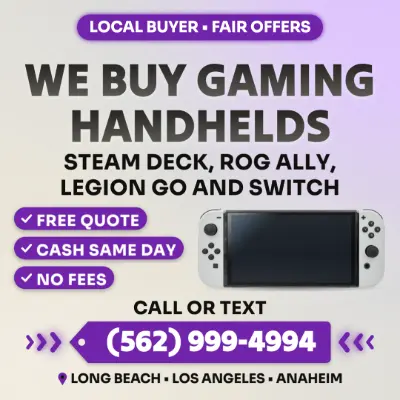 LOCAL BUYER • FAIR OFFERS
WE BUY GAMING
HANDHELDS
STEAM DECK, ROG ALLY,
LEGION GO AND SWITCH
FREE QUOTE
CASH SAME DAY
NO FEES
CALL OR TEXT
(562) 999-4994
LONG BEACH • LOS ANGELES • ANAHEIM